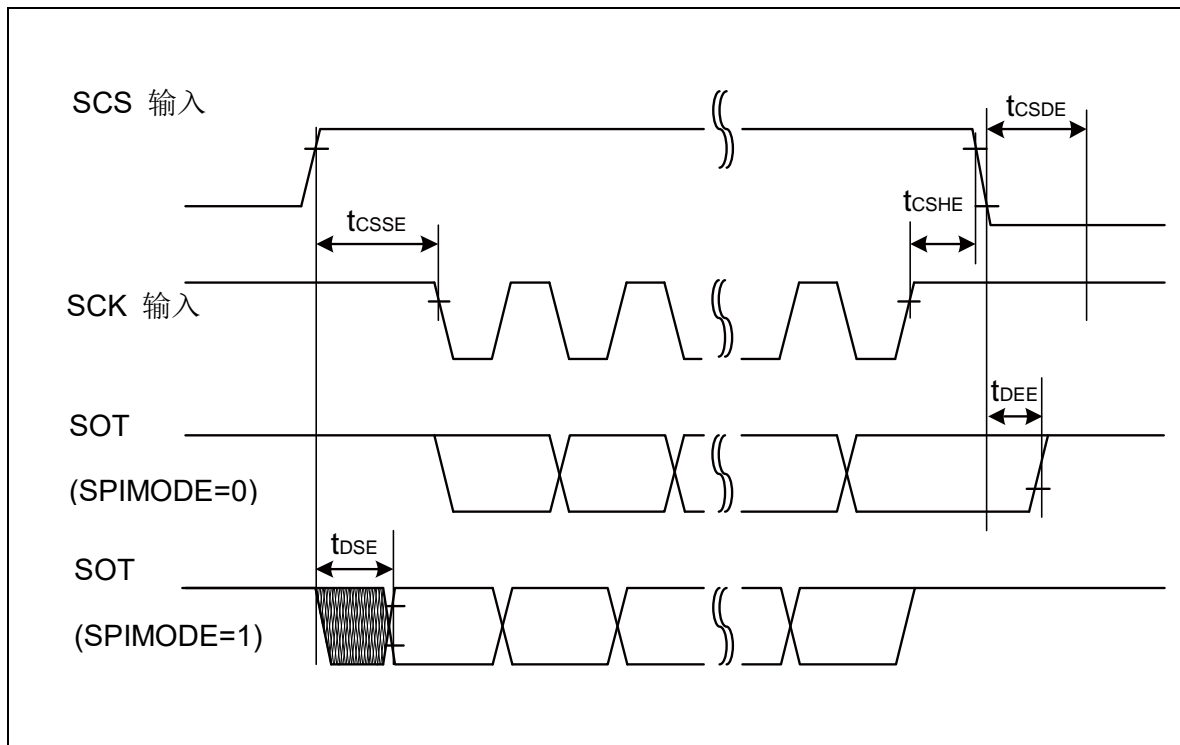 SCS 输入
tCSDE
tCSSE
tCSHE
SCK 输入
tDEE
SOT
(SPIMODE=0)
tDSE
SOT
(SPIMODE=1)